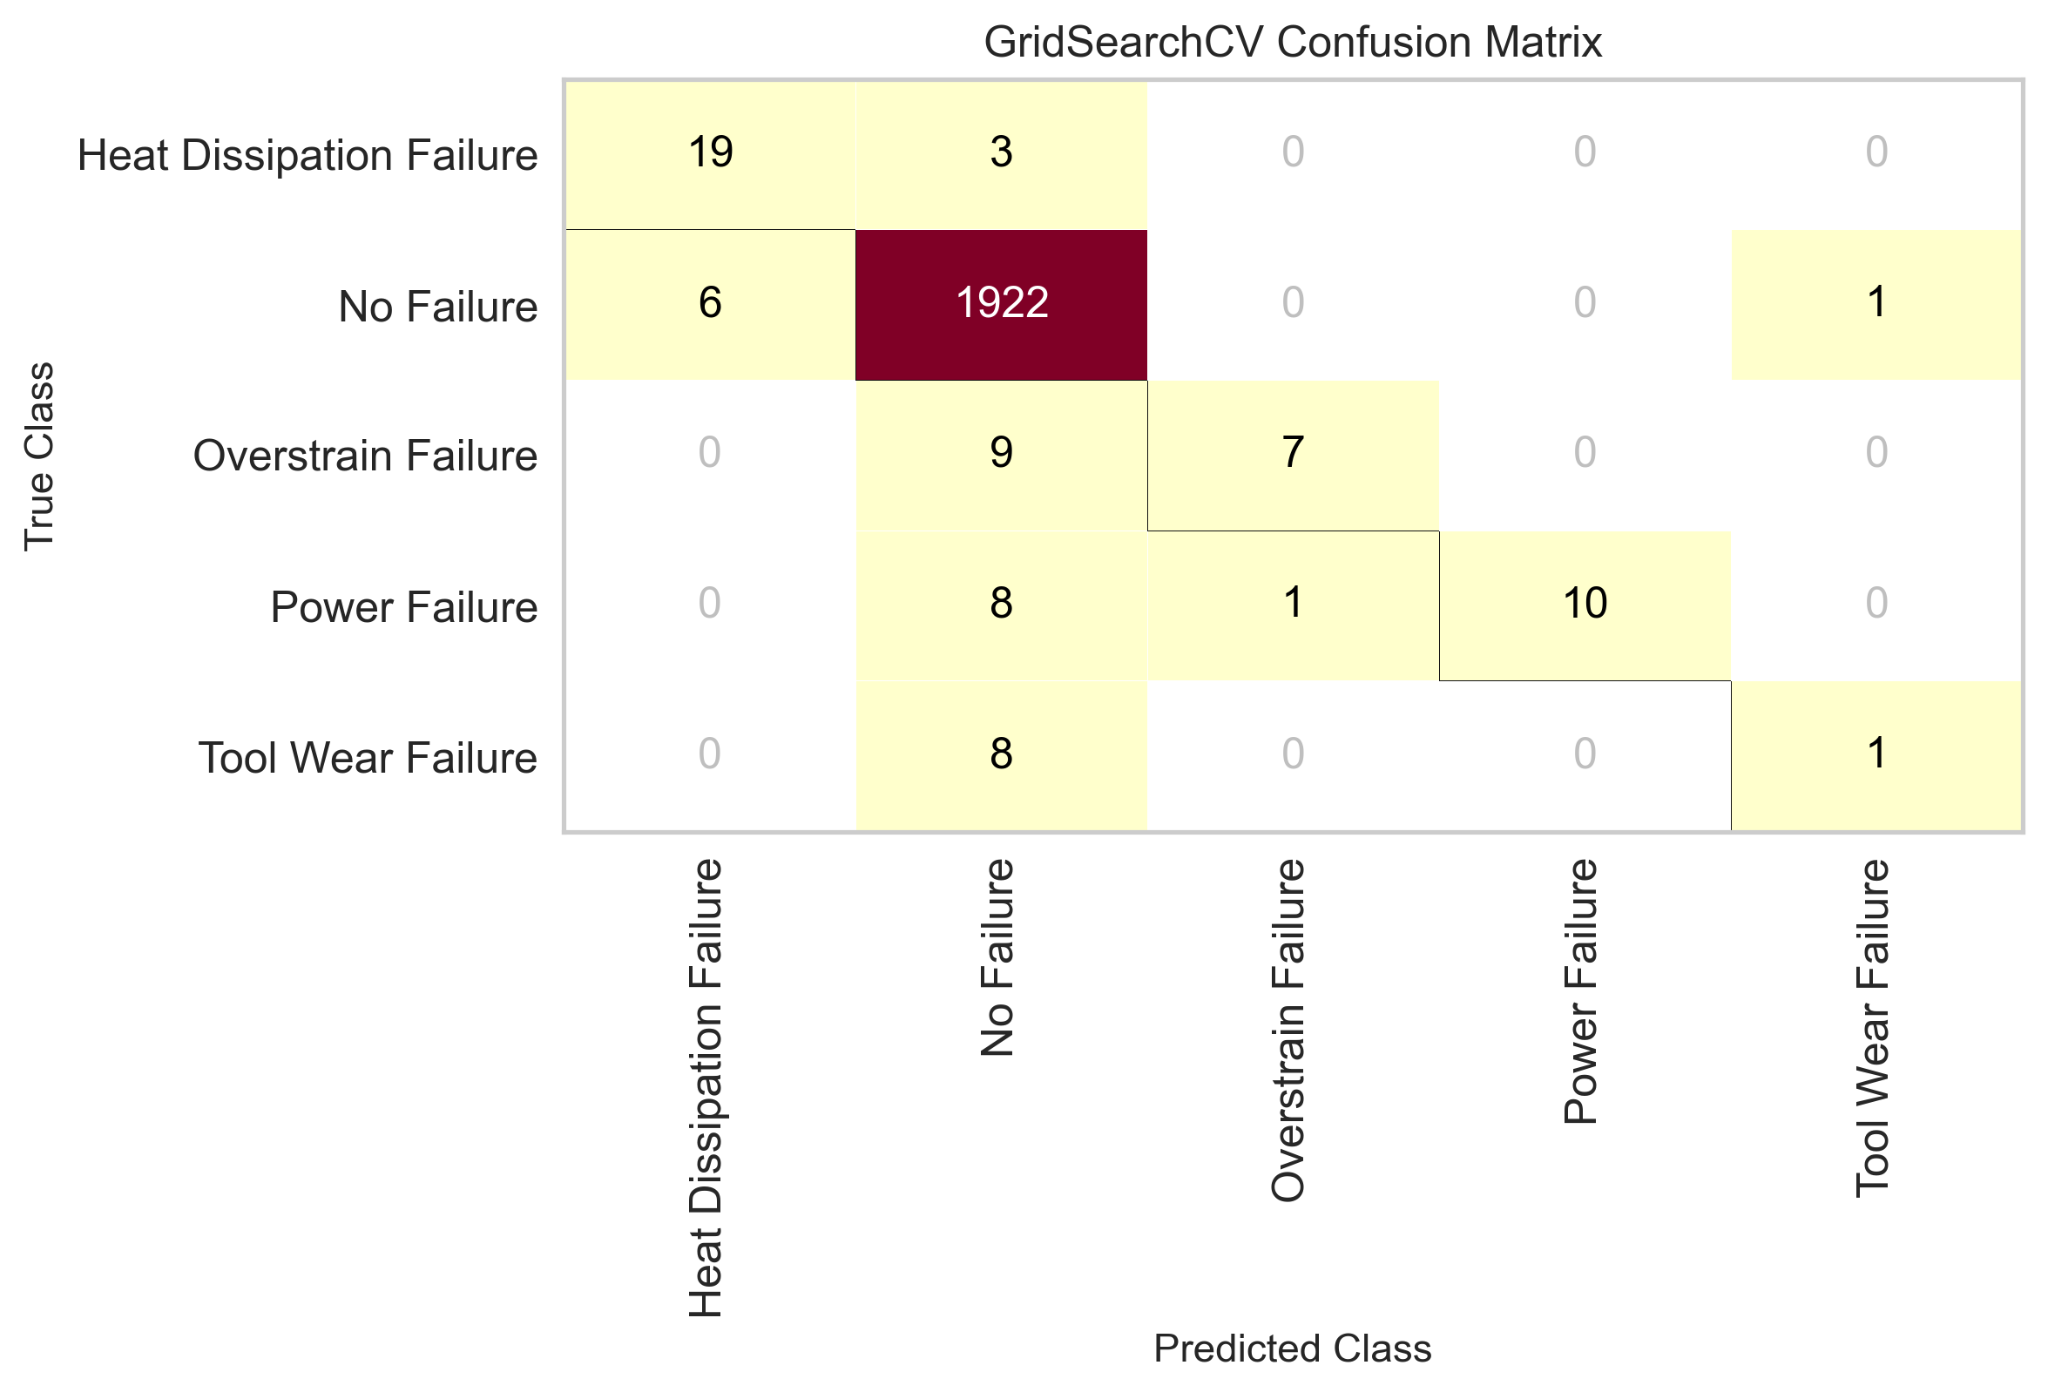 GridSearchCV Confusion Matrix
True Class
Heat Dissipation Failure 19 3 0 0 0
No Failure 6 1922 0 0 1
Overstrain Failure 0 9 7 0 0
Power Failure 0 8 1 10 0
Tool Wear Failure 0 8 0 0 1
Heat Dissipation Failure
No Failure
Overstrain Failure
Power Failure
Tool Wear Failure
Predicted Class